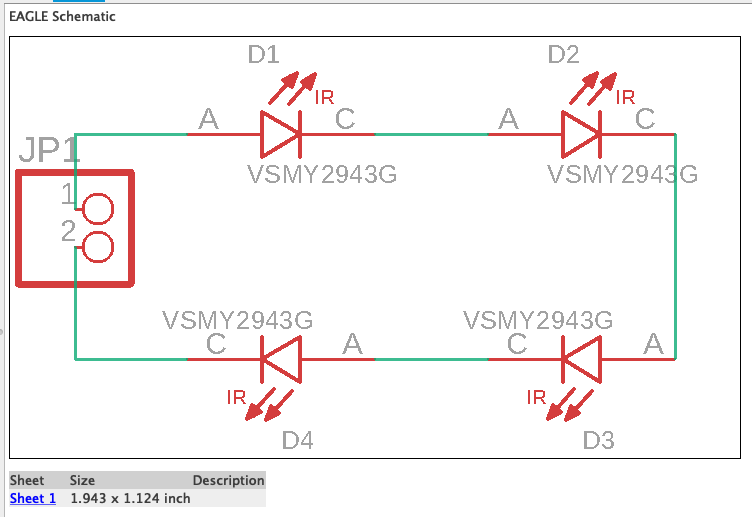 EAGLE Schematic
D1 D2
IR IR
A C A C
JP1
VSMY2943G VSMY2943G
1
2
VSMY2943G VSMY2943G
C A C A
IR IR
D4 D3
Sheet Size Description
Sheet 1 1.943 x 1.124 inch